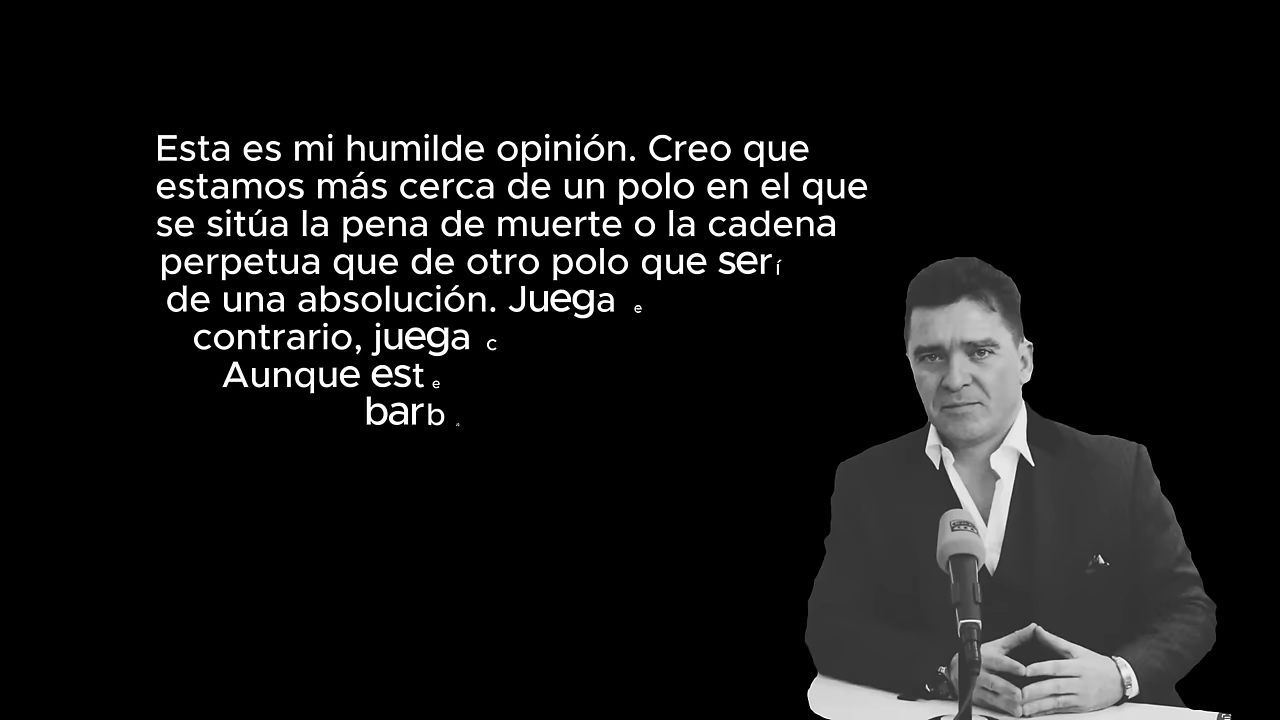 Esta es mi humilde opinión. Creo que
estamos más cerca de un polo en el que
se sitúa la pena de muerte o la cadena
perpetua que de otro polo que serí
de una absolución. Juega e
contrario, juega c
Aunque est e
barb